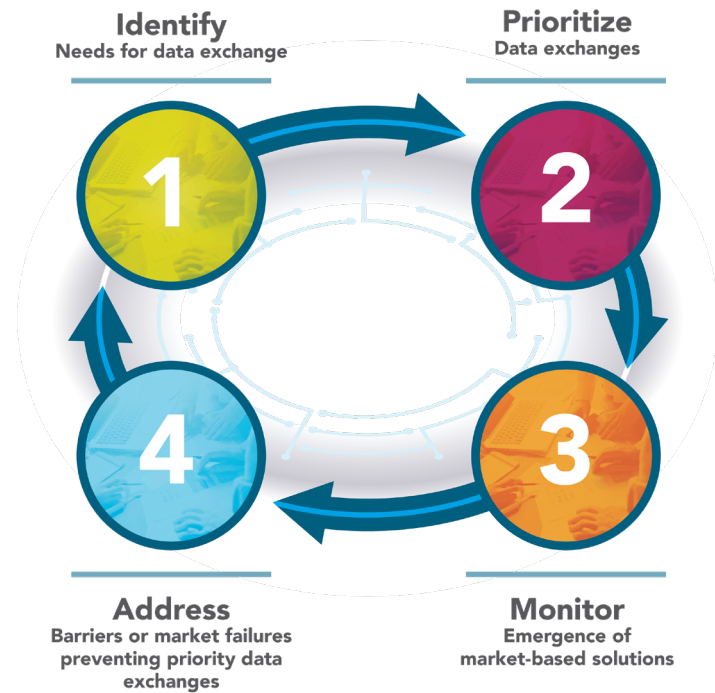 Identify
Needs for data exchange
1
Prioritize
Data exchanges
2
3
Monitor
Emergence of
market-based solutions
4
Address
Barriers or market failures
preventing priority data
exchanges